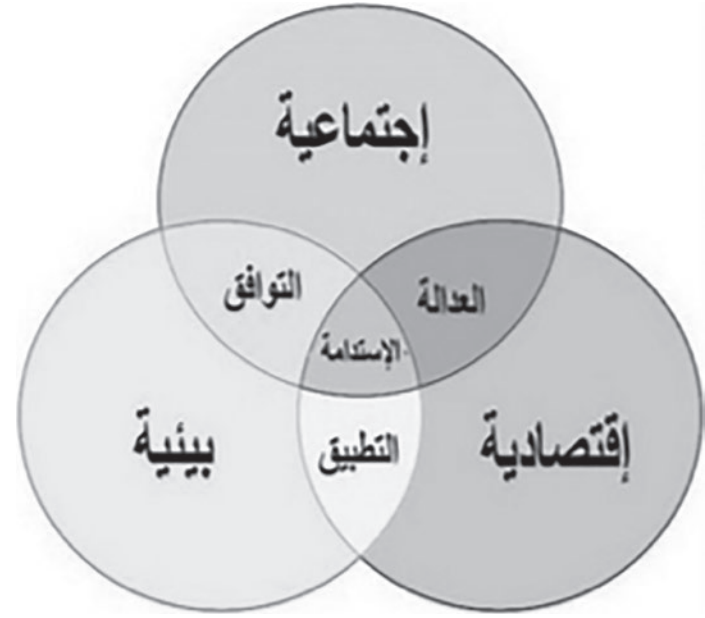 إجتماعية
التوافق
العدالة
الإستدامة
بيئية
التطبيق
إقتصادية